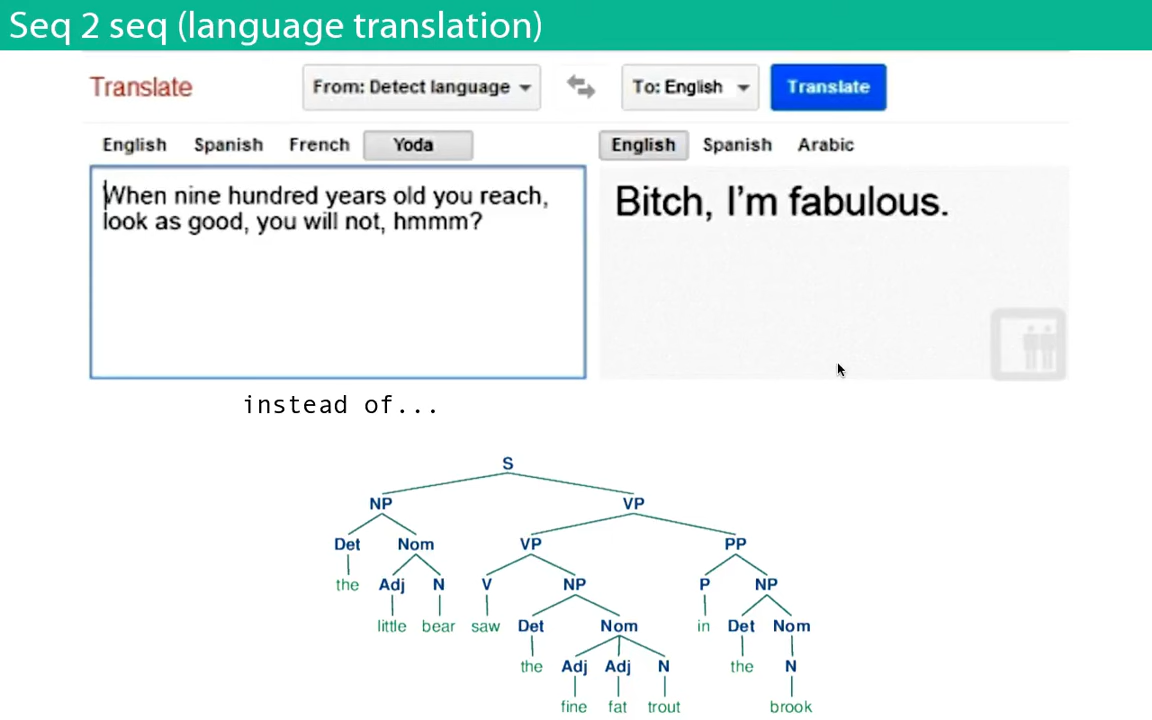 Seq 2 seq (language translation)
Translate From: Detect language To: English Translate
English Spanish French Yoda English Spanish Arabic
When nine hundred years old you reach,
look as good, you will not, hmmm?
Bitch, I'm fabulous.
instead of...
S
NP VP
Det Nom VP PP
the Adj N V NP P NP
little bear saw Det Nom in Det Nom
the Adj Adj N the N
fine fat trout brook